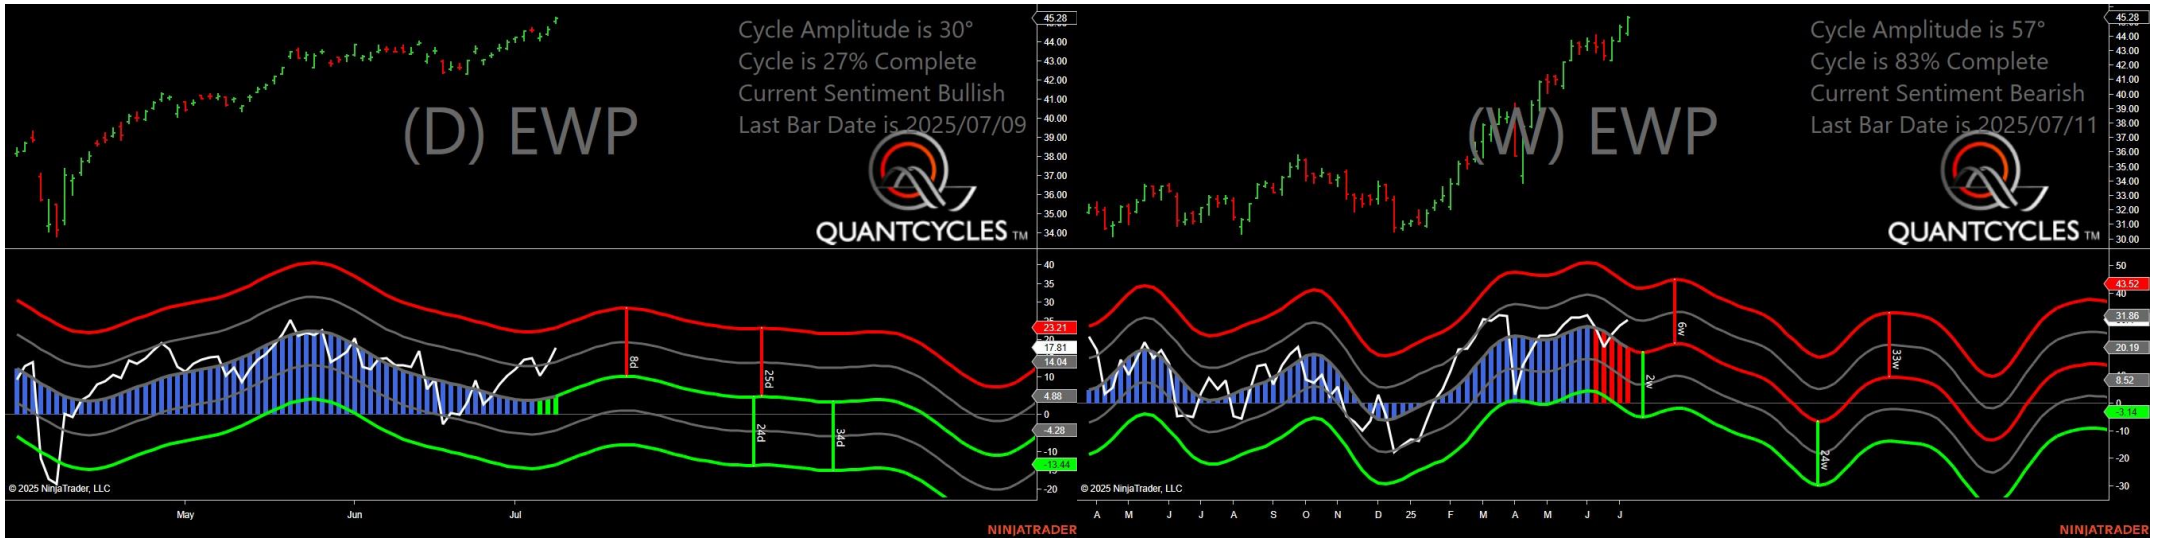 Cycle Amplitude is 30°
Cycle is 27% Complete
Current Sentiment Bullish
Last Bar Date is 2025/07/09
(D) EWP
QUANTCYCLES TM
45.28
44.00
43.00
42.00
41.00
40.00
39.00
38.00
37.00
36.00
35.00
34.00
40
35
30
25
23.21
17.81
14.04
10
4.88
0
-4.28
-10
-13.44
-20
8d
25d
24d
34d
© 2025 NinjaTrader, LLC
May
Jun
Jul
NINJATRADER
Cycle Amplitude is 57°
Cycle is 83% Complete
Current Sentiment Bearish
Last Bar Date is 2025/07/11
(W) EWP
QUANTCYCLES TM
45.28
44.00
43.00
42.00
41.00
40.00
39.00
38.00
37.00
36.00
35.00
34.00
33.00
32.00
31.00
30.00
50
43.52
40
31.86
20.19
8.52
0
-3.14
-10
-20
-30
6w
33w
2w
24w
© 2025 NinjaTrader, LLC
A
M
J
J
A
S
O
N
D
25
F
M
A
M
J
J
NINJATRADER